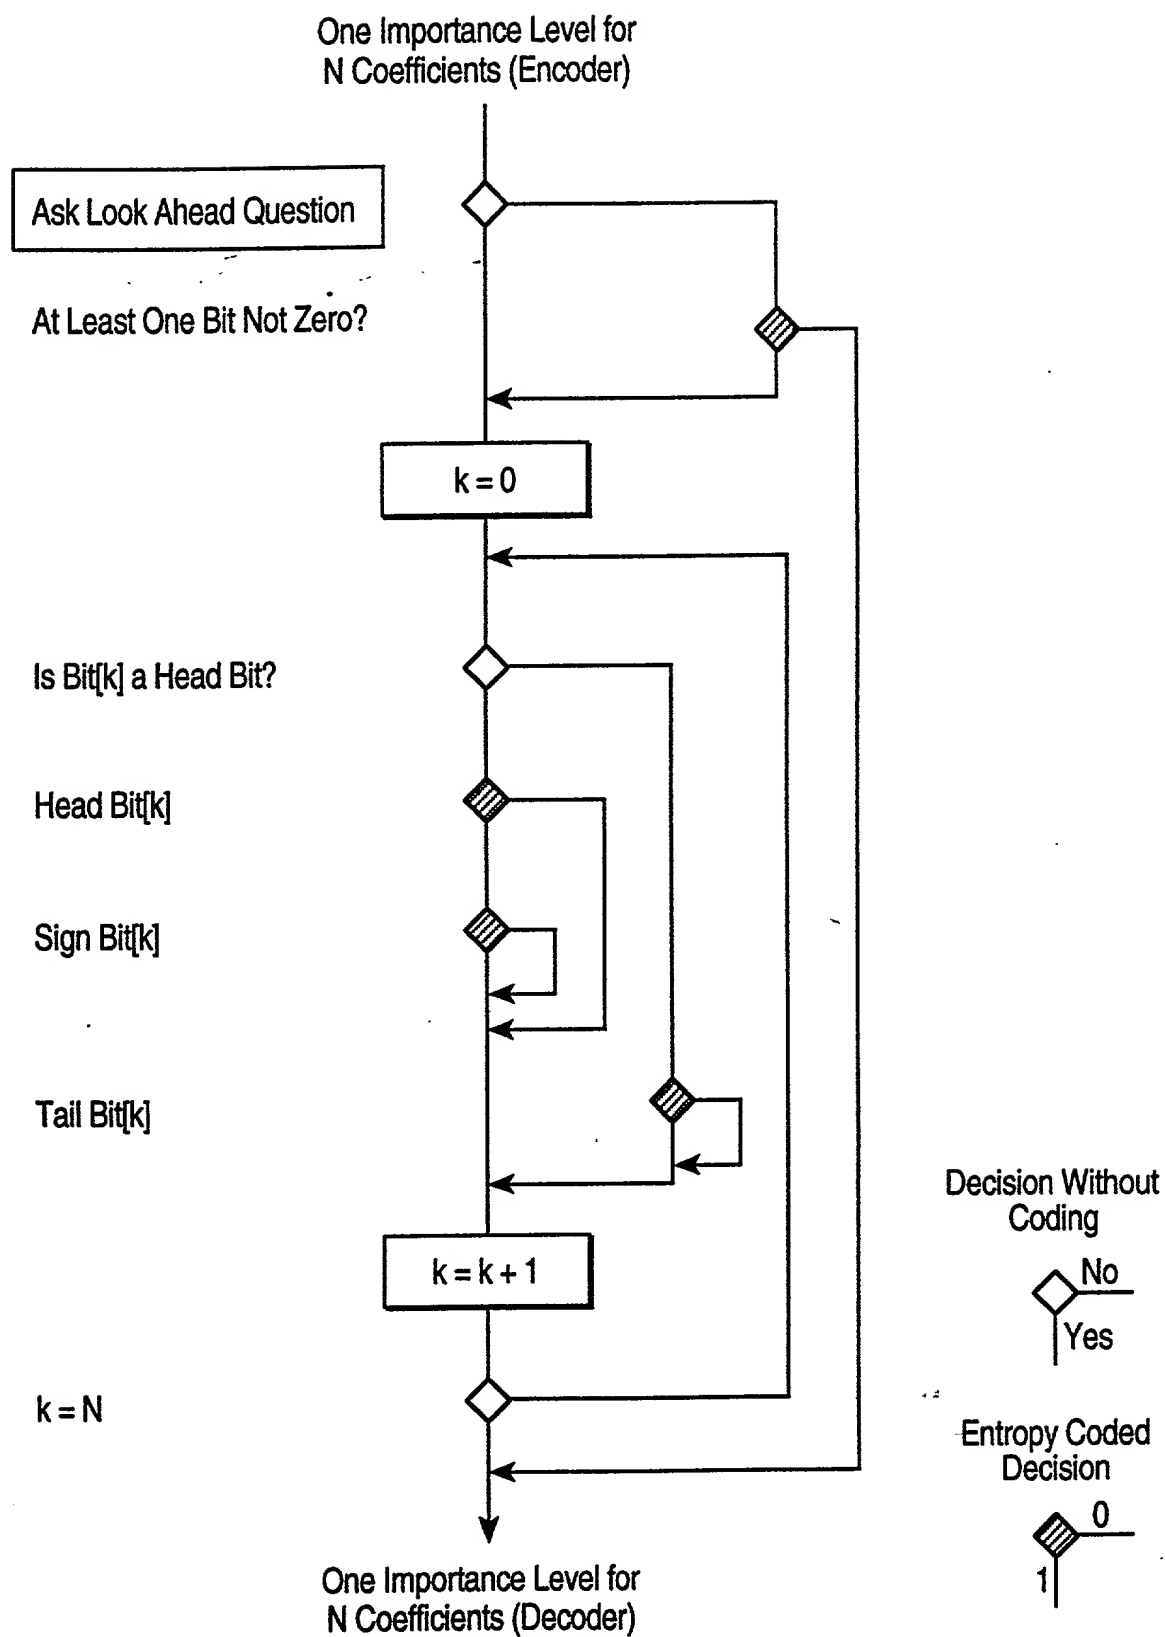 One Importance Level for
N Coefficients (Encoder)
Ask Look Ahead Question
At Least One Bit Not Zero?
k = 0
Is Bit[k] a Head Bit?
Head Bit[k]
Sign Bit[k]
Tail Bit[k]
Decision Without
Coding
No
Yes
k = k + 1
k = N
Entropy Coded
Decision
0
1
One Importance Level for
N Coefficients (Decoder)